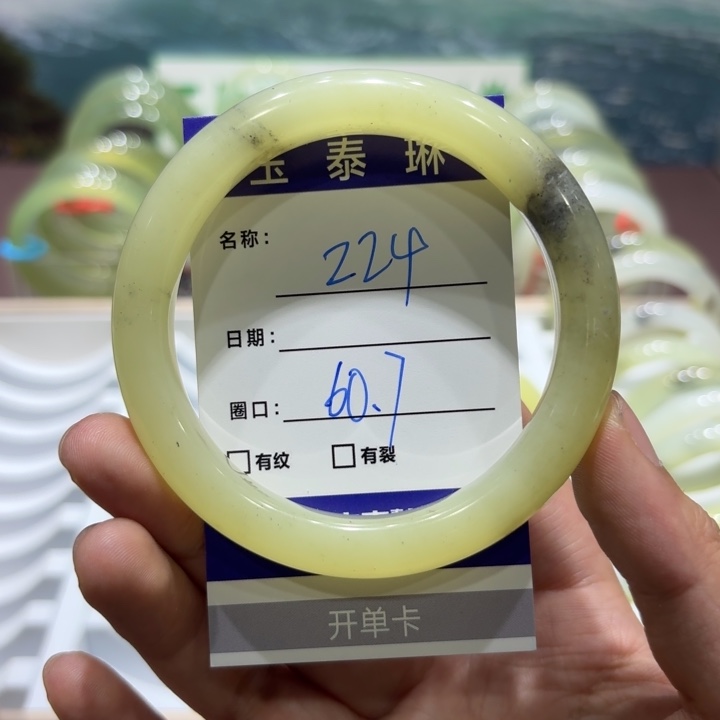 玉泰琳
名称: 224
日期:
圈口: 60.7
有纹 有裂
开单卡